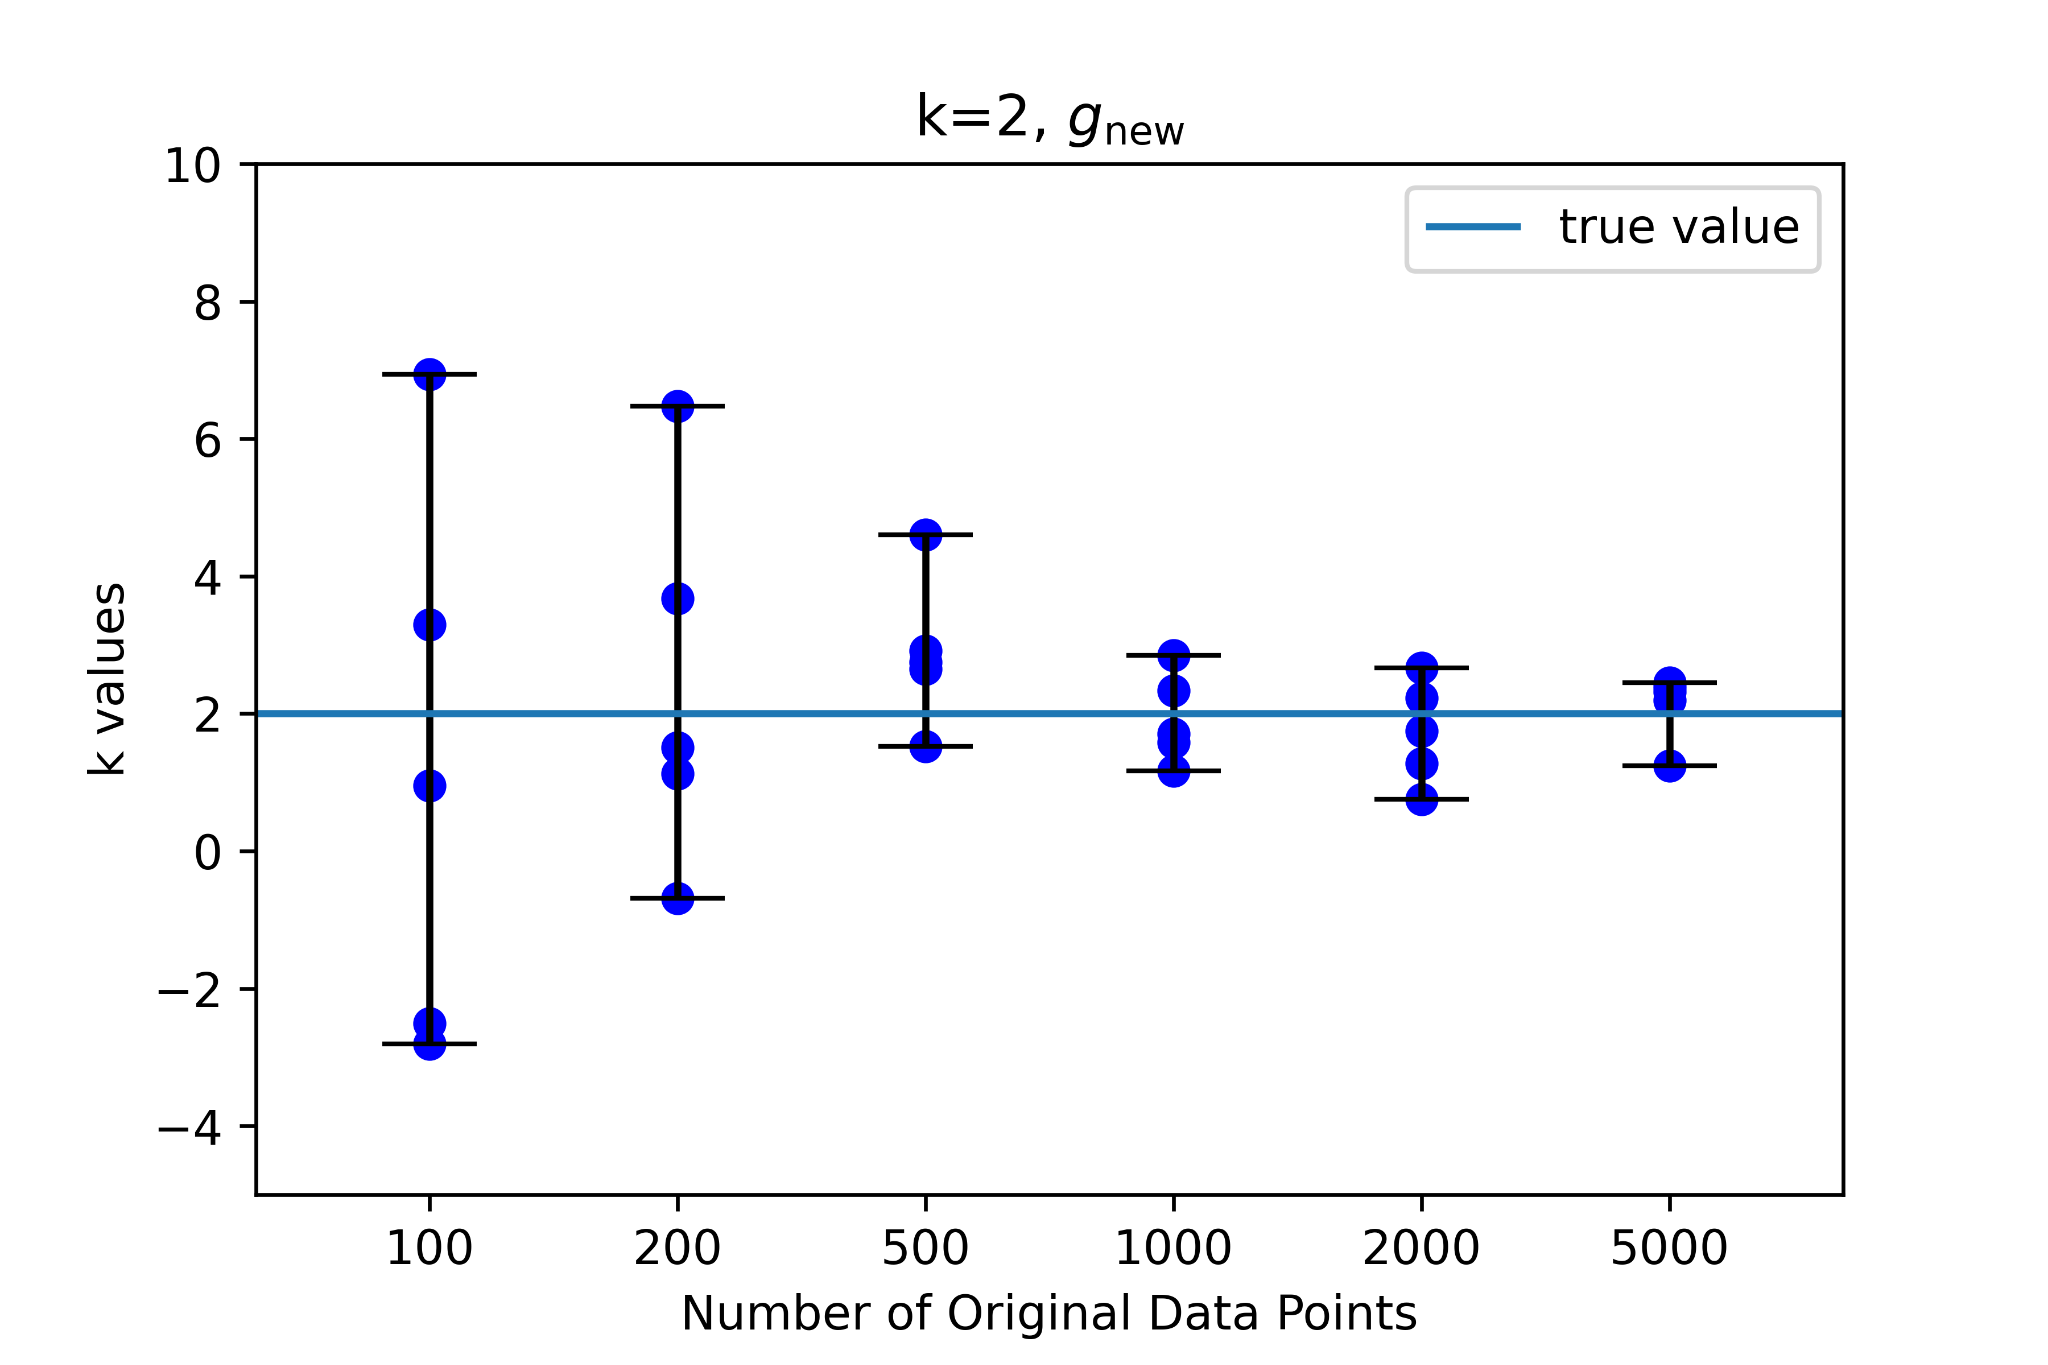 k=2, g_new
true value
10
8
6
4
2
0
−2
−4
k values
100 200 500 1000 2000 5000
Number of Original Data Points